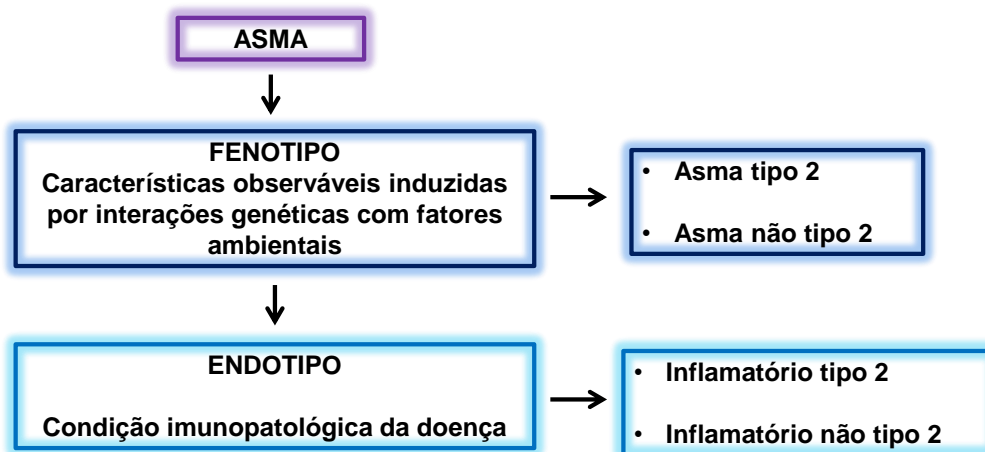 ASMA
FENOTIPO
Características observáveis induzidas
por interações genéticas com fatores
ambientais
• Asma tipo 2
• Asma não tipo 2
ENDOTIPO
Condição imunopatológica da doença
• Inflamatório tipo 2
• Inflamatório não tipo 2